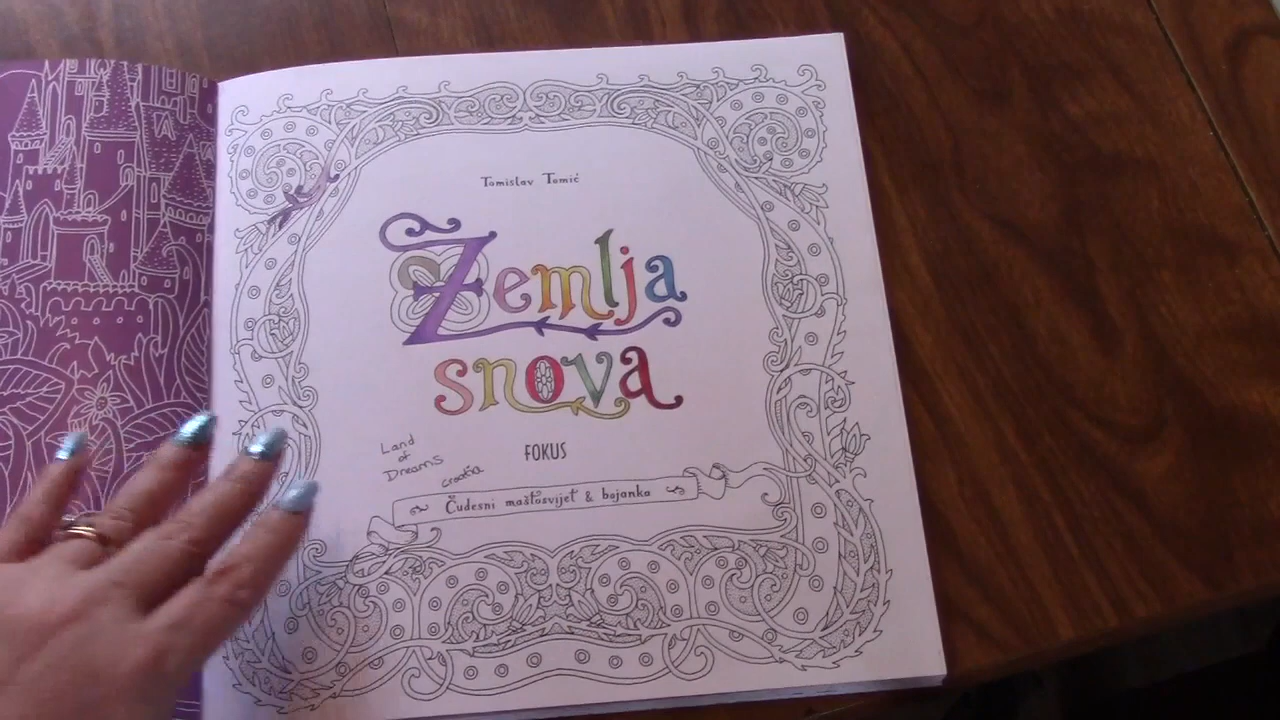 Tomislav Tomić
Zemlja
snova
FOKUS
Land
of
Dreams
croatia
Čudesni maštosvijet & bojanka